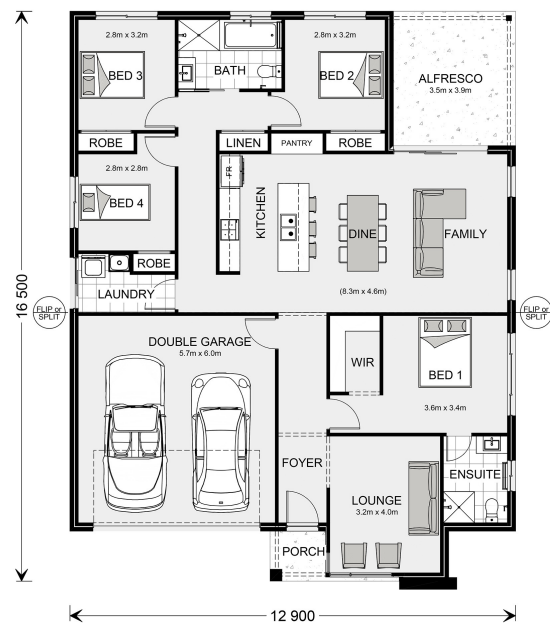 2.8m x 3.2m
BED 3
BATH
2.8m x 3.2m
BED 2
ALFRESCO
3.5m x 3.9m
ROBE
LINEN
PANTRY
ROBE
2.8m x 2.8m
BED 4
FR
KITCHEN
DINE
FAMILY
ROBE
LAUNDRY
(8.3m x 4.6m)
16 500
FLIP or
SPLIT
FLIP or
SPLIT
DOUBLE GARAGE
5.7m x 6.0m
WIR
BED 1
3.6m x 3.4m
FOYER
ENSUITE
LOUNGE
3.2m x 4.0m
PORCH
12 900